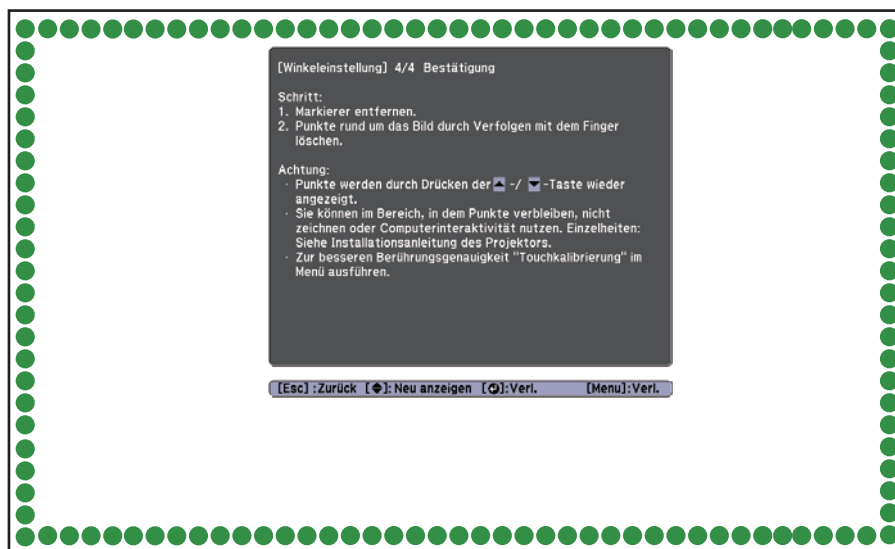 [Winkeleinstellung] 4/4 Bestätigung
Schritt:
1. Markierer entfernen.
2. Punkte rund um das Bild durch Verfolgen mit dem Finger
löschen.
Achtung:
· Punkte werden durch Drücken der ▲ -/ ▼ -Taste wieder
angezeigt.
· Sie können im Bereich, in dem Punkte verbleiben, nicht
zeichnen oder Computerinteraktivität nutzen. Einzelheiten:
Siehe Installationsanleitung des Projektors.
· Zur besseren Berührungsgenauigkeit "Touchkalibrierung" im
Menü ausführen.
[Esc] :Zurück [◆]: Neu anzeigen [⏎]:Verl. [Menu]:Verl.